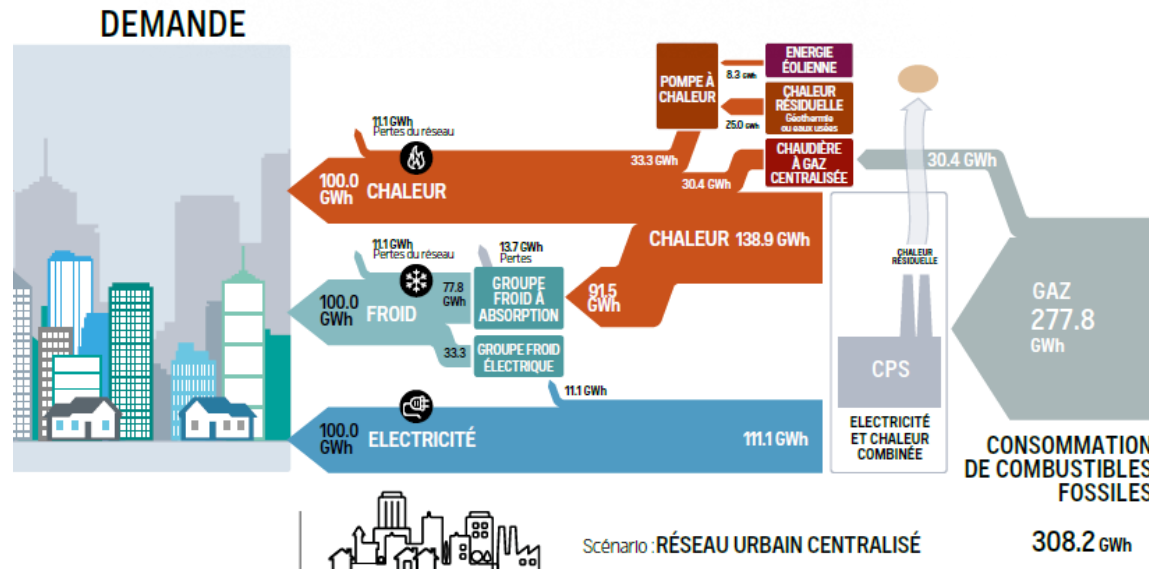 DEMANDE
ENERGIE
ÉOLIENNE
8.3 GWh
POMPE À
CHALEUR
CHALEUR
RÉSIDUELLE
Géothermie
ou eaux usées
25.0 GWh
11.1 GWh
Pertes du réseau
CHAUDIÈRE
À GAZ
CENTRALISÉE
33.3 GWh
30.4 GWh
30.4 GWh
100.0
GWh
CHALEUR
CHALEUR 138.9 GWh
11.1 GWh
Pertes du réseau
13.7 GWh
Pertes
CHALEUR
RÉSIDUELLE
77.8
GWh
GROUPE
FROID À
ABSORPTION
91.5
GWh
100.0
GWh
FROID
GAZ
277.8
GWh
33.3
GROUPE FROID
ÉLECTRIQUE
CPS
11.1 GWh
100.0
GWh
ELECTRICITÉ
111.1 GWh
ELECTRICITÉ
ET CHALEUR
COMBINÉE
CONSOMMATION
DE COMBUSTIBLES
FOSSILES
Scénario : RÉSEAU URBAIN CENTRALISÉ
308.2 GWh